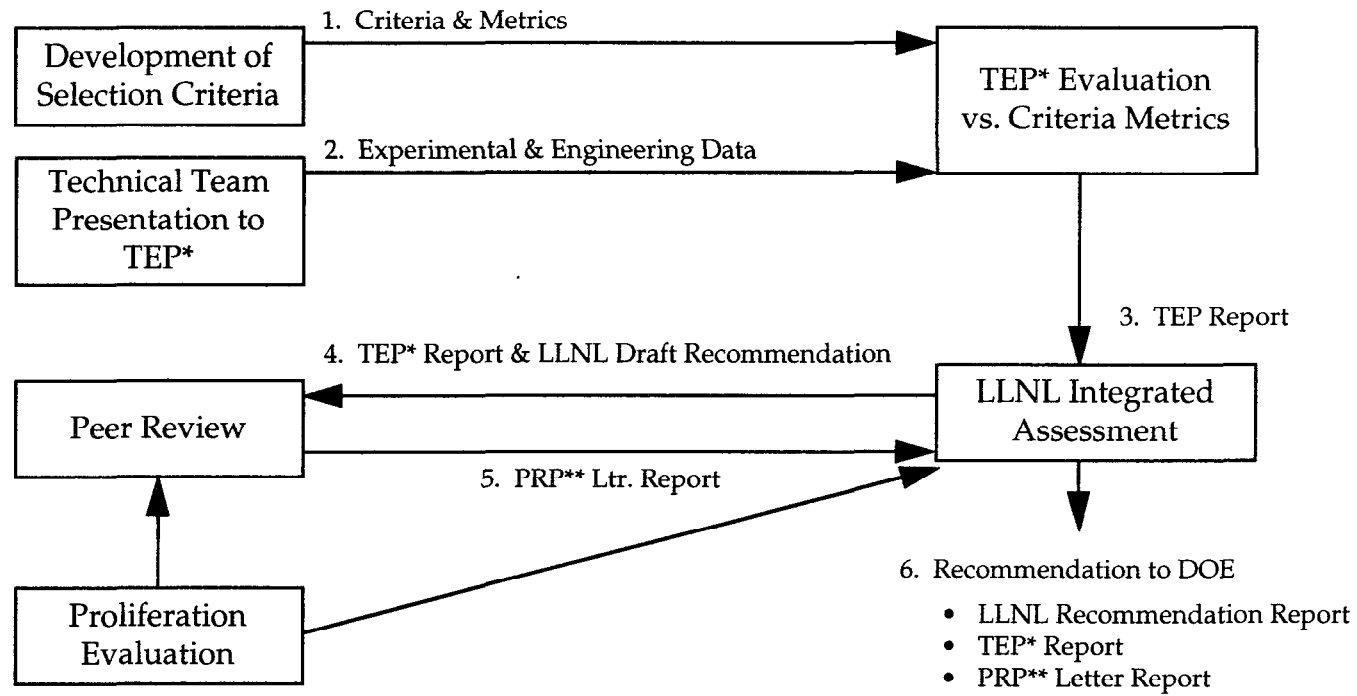 1. Criteria & Metrics
Development of
Selection Criteria
TEP* Evaluation
vs. Criteria Metrics
2. Experimental & Engineering Data
Technical Team
Presentation to
TEP*
3. TEP Report
4. TEP* Report & LLNL Draft Recommendation
Peer Review
LLNL Integrated
Assessment
5. PRP** Ltr. Report
Proliferation
Evaluation
6. Recommendation to DOE
• LLNL Recommendation Report
• TEP* Report
• PRP** Letter Report